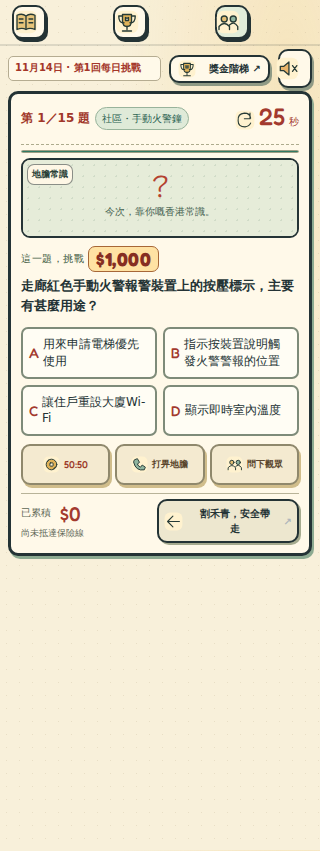 11月14日·第1回每日挑戰
獎金階梯 ↗
第 1／15 題
社區·手動火警鐘
25 秒
地膽常識
?
今次，靠你嘅香港常識。
這一題，挑戰 $1,000
走廊紅色手動火警報警裝置上的按壓標示，主要
有甚麼用途？
A 用來申請電梯優先
使用
B 指示按裝置說明觸
發火警警報的位置
C 讓住戶重設大廈Wi-
Fi
D 顯示即時室內溫度
50:50
打畀地膽
問下觀眾
已累積 $0
尚未抵達保險線
割禾青，安全帶
走 ↗